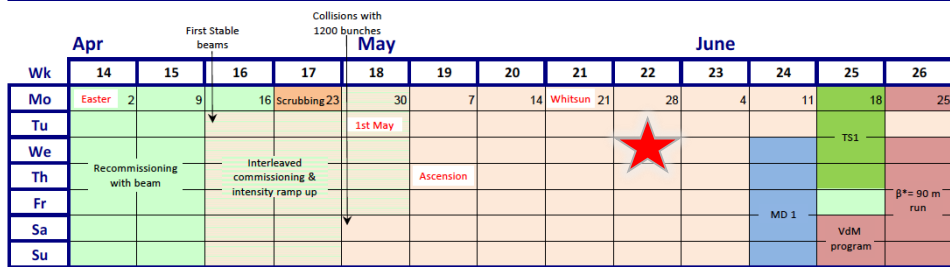 Collisions with
1200 bunches
First Stable
beams
Apr May June
Wk 14 15 16 17 18 19 20 21 22 23 24 25 26
Mo Easter 2 9 16 Scrubbing 23 30 7 14 Whitsun 21 28 4 11 18 25
Tu 1st May TS1
We
Recommissioning
with beam
Interleaved
commissioning &
intensity ramp up
Th Ascension
Fr
β*= 90 m
run
Sa MD 1
VdM
program
Su